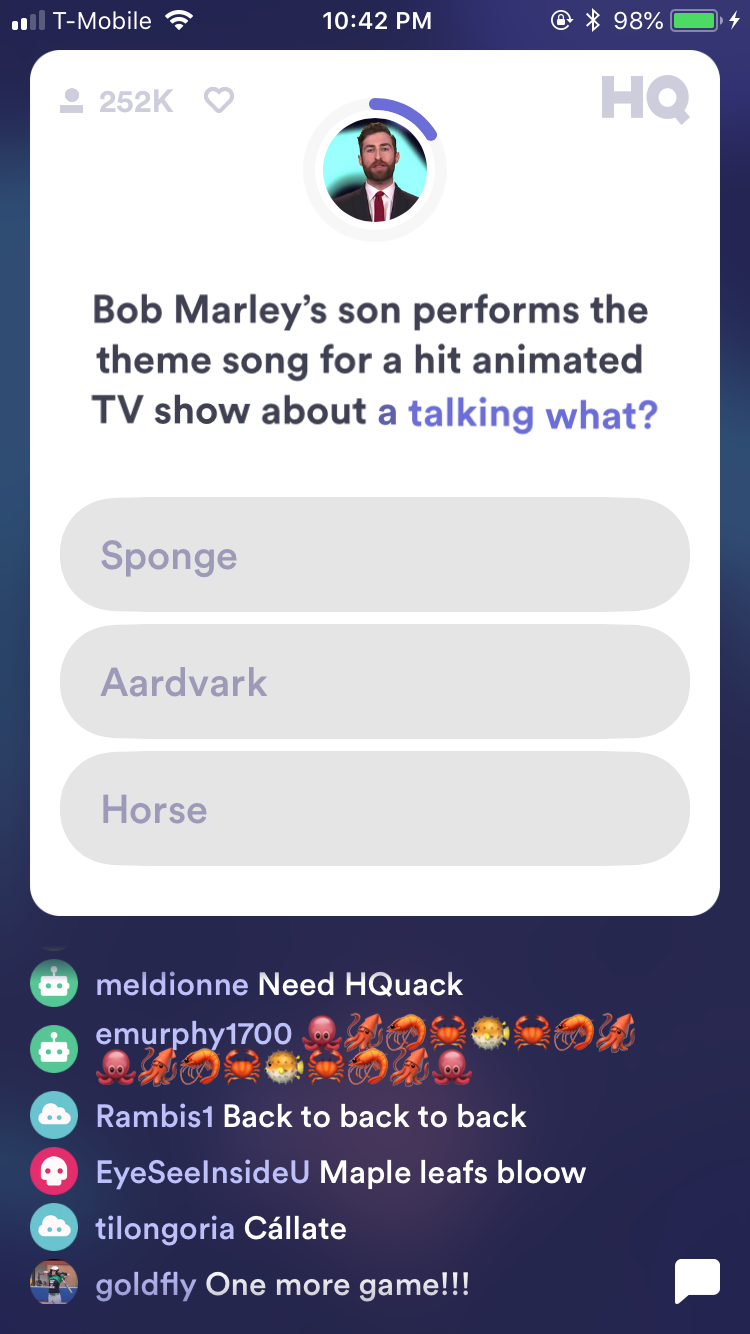 T-Mobile 10:42 PM 98%
252K HQ
Bob Marley’s son performs the
theme song for a hit animated
TV show about a talking what?
Sponge
Aardvark
Horse
meldionne Need HQuack
emurphy1700 🐙🦑🦐🦀🐡🦀🦐🦑
🐙🦑🦐🦀🐡🦀🦐🦑🐙
Rambis1 Back to back to back
EyeSeeInsideU Maple leafs bloow
tilongoria Cállate
goldfly One more game!!!